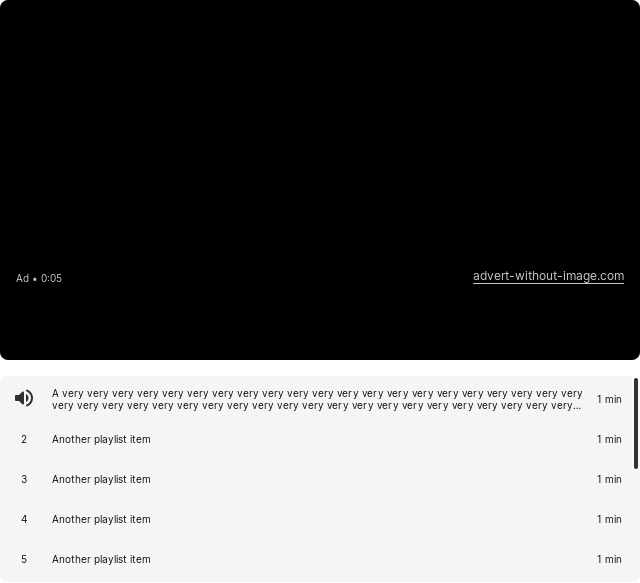 Ad • 0:05
advert-without-image.com
A very very very very very very very very very very very very very very very very very very very very very
very very very very very very very very very very very very very very very very very very very very very...
1 min
2 Another playlist item 1 min
3 Another playlist item 1 min
4 Another playlist item 1 min
5 Another playlist item 1 min